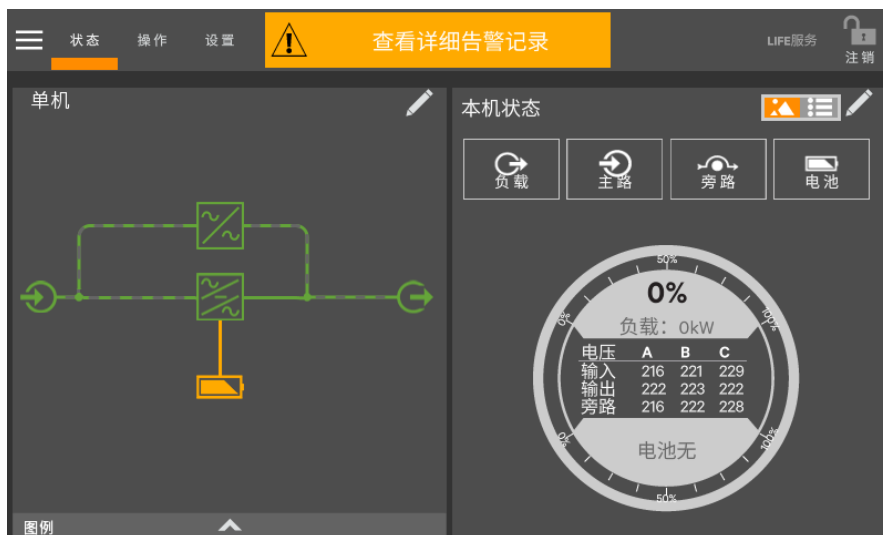 状态 操作 设置 查看详细告警记录 LIFE服务 注销
单机
本机状态
负载 主路 旁路 电池
50%
0% 100%
0%
负载：0kW
电压 A B C
输入 216 221 229
输出 222 223 222
旁路 216 222 228
电池无
0% 100%
50%
图例